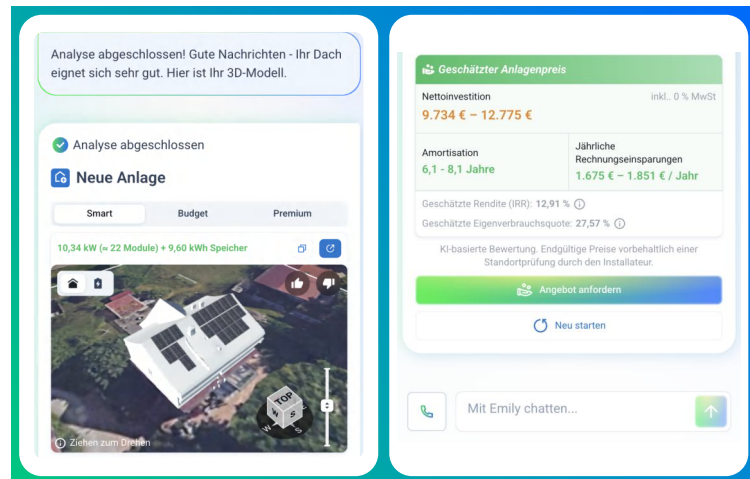 Analyse abgeschlossen! Gute Nachrichten - Ihr Dach
eignet sich sehr gut. Hier ist Ihr 3D-Modell.
Analyse abgeschlossen
Neue Anlage
Smart Budget Premium
10,34 kW (≈ 22 Module) + 9,60 kWh Speicher
TOP
W S
W S
Ziehen zum Drehen
Geschätzter Anlagenpreis
Nettoinvestition inkl.. 0 % MwSt
9.734 € – 12.775 €
Amortisation
6,1 - 8,1 Jahre
Jährliche
Rechnungseinsparungen
1.675 € – 1.851 € / Jahr
Geschätzte Rendite (IRR): 12,91 %
Geschätzte Eigenverbrauchsquote: 27,57 %
KI-basierte Bewertung. Endgültige Preise vorbehaltlich einer
Standortprüfung durch den Installateur.
Angebot anfordern
Neu starten
Mit Emily chatten...